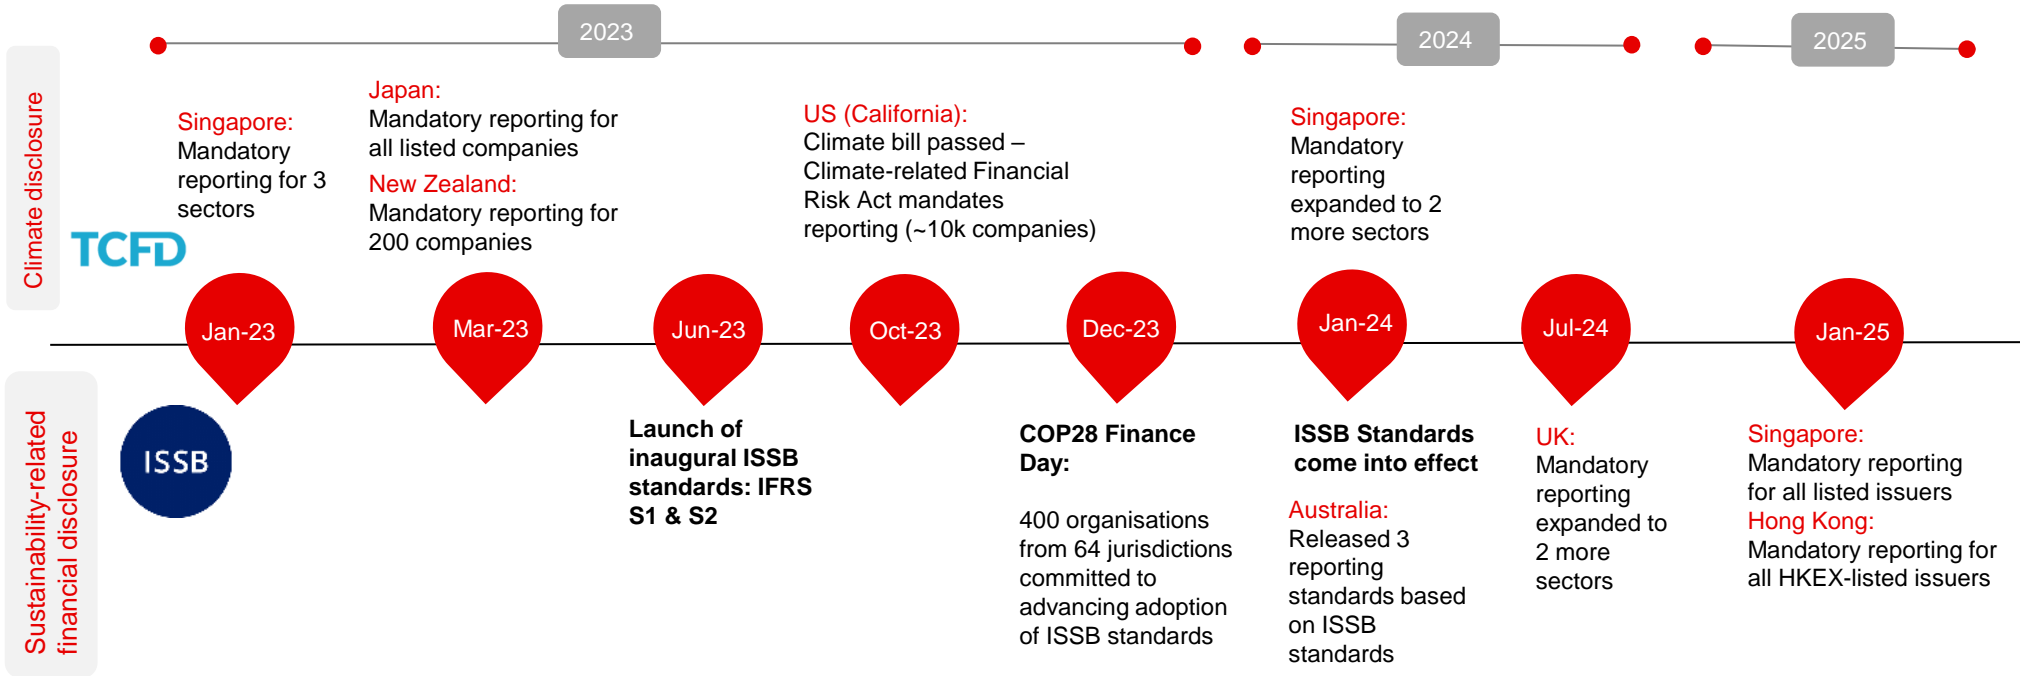 2023
2024
2025
Climate disclosure
Singapore:
Mandatory
reporting for 3
sectors
Japan:
Mandatory reporting for
all listed companies
New Zealand:
Mandatory reporting for
200 companies
US (California):
Climate bill passed –
Climate-related Financial
Risk Act mandates
reporting (~10k companies)
Singapore:
Mandatory
reporting
expanded to 2
more sectors
TCFD
Jan-23
Mar-23
Jun-23
Oct-23
Dec-23
Jan-24
Jul-24
Jan-25
Sustainability-related
financial disclosure
ISSB
Launch of
inaugural ISSB
standards: IFRS
S1 & S2
COP28 Finance
Day:
400 organisations
from 64 jurisdictions
committed to
advancing adoption
of ISSB standards
ISSB Standards
come into effect
Australia:
Released 3
reporting
standards based
on ISSB
standards
UK:
Mandatory
reporting
expanded to
2 more
sectors
Singapore:
Mandatory reporting
for all listed issuers
Hong Kong:
Mandatory reporting for
all HKEX-listed issuers